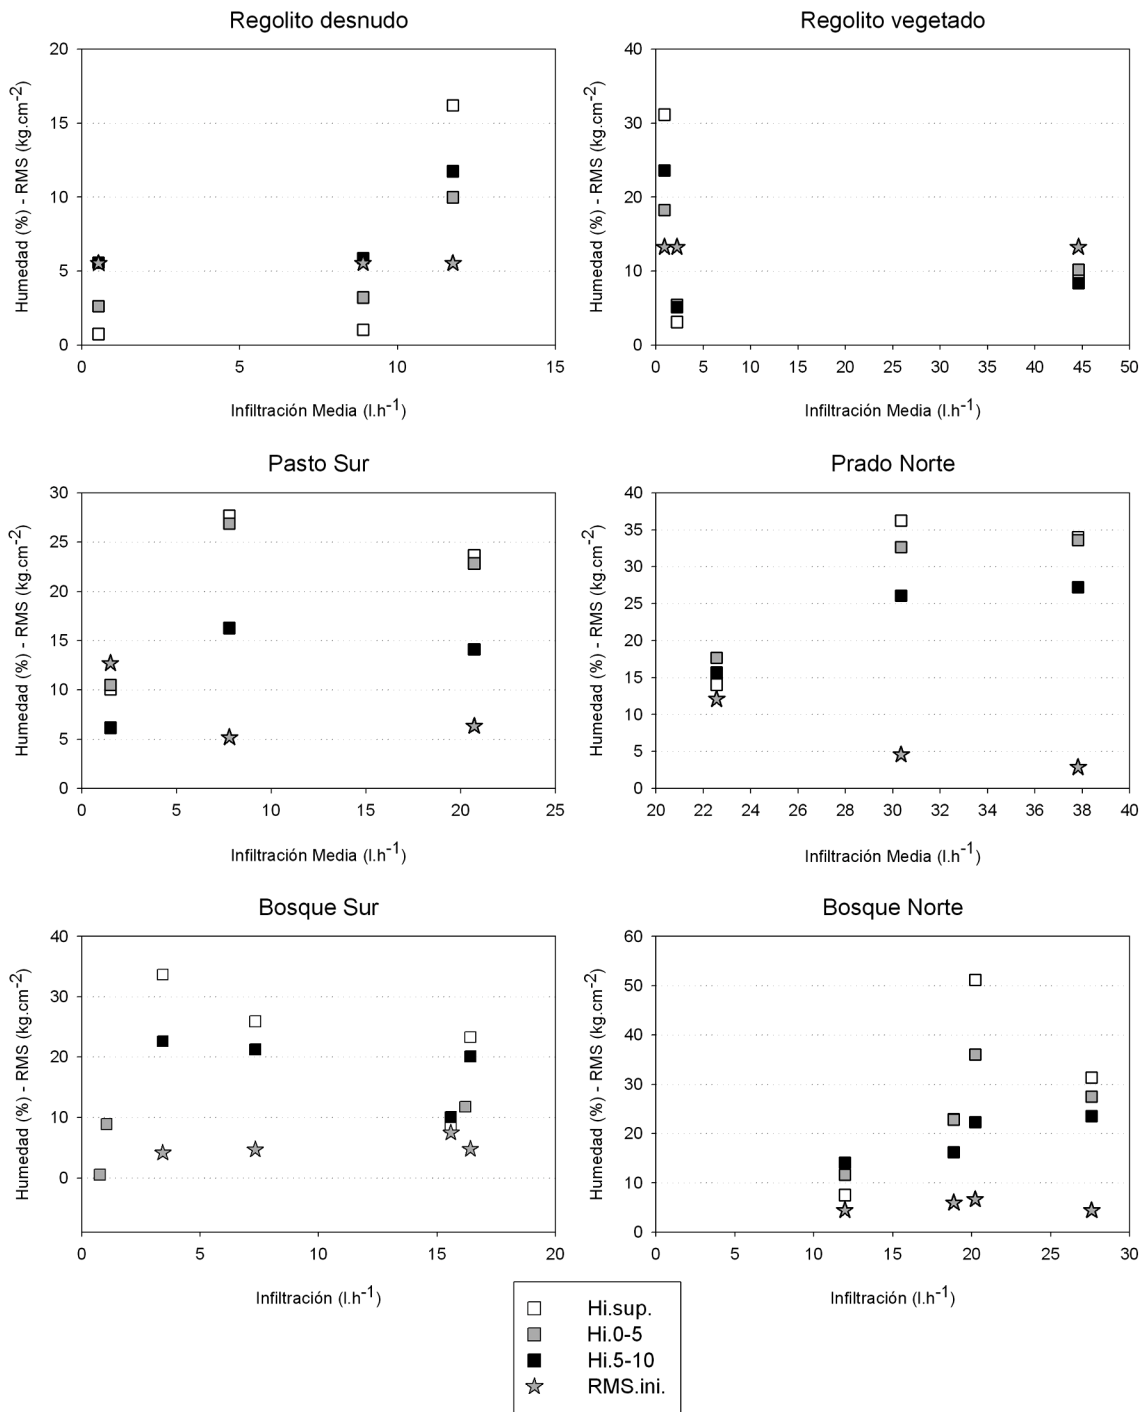 Regolito desnudo
Humedad (%) - RMS (kg.cm-2)
20
15
10
5
0
0 5 10 15
Infiltración Media (l.h-1)
Regolito vegetado
Humedad (%) - RMS (kg.cm-2)
40
30
20
10
0
0 5 10 15 20 25 30 35 40 45 50
Infiltración Media (l.h-1)
Pasto Sur
Humedad (%) - RMS (kg.cm-2)
30
25
20
15
10
5
0
0 5 10 15 20 25
Infiltración Media (l.h-1)
Prado Norte
Humedad (%) - RMS (kg.cm-2)
40
35
30
25
20
15
10
5
0
20 22 24 26 28 30 32 34 36 38 40
Infiltración Media (l.h-1)
Bosque Sur
Humedad (%) - RMS (kg.cm-2)
40
30
20
10
0
0 5 10 15 20
Infiltración (l.h-1)
Bosque Norte
Humedad (%) - RMS (kg.cm-2)
60
50
40
30
20
10
0
0 5 10 15 20 25 30
Infiltración (l.h-1)
Hi.sup.
Hi.0-5
Hi.5-10
RMS.ini.